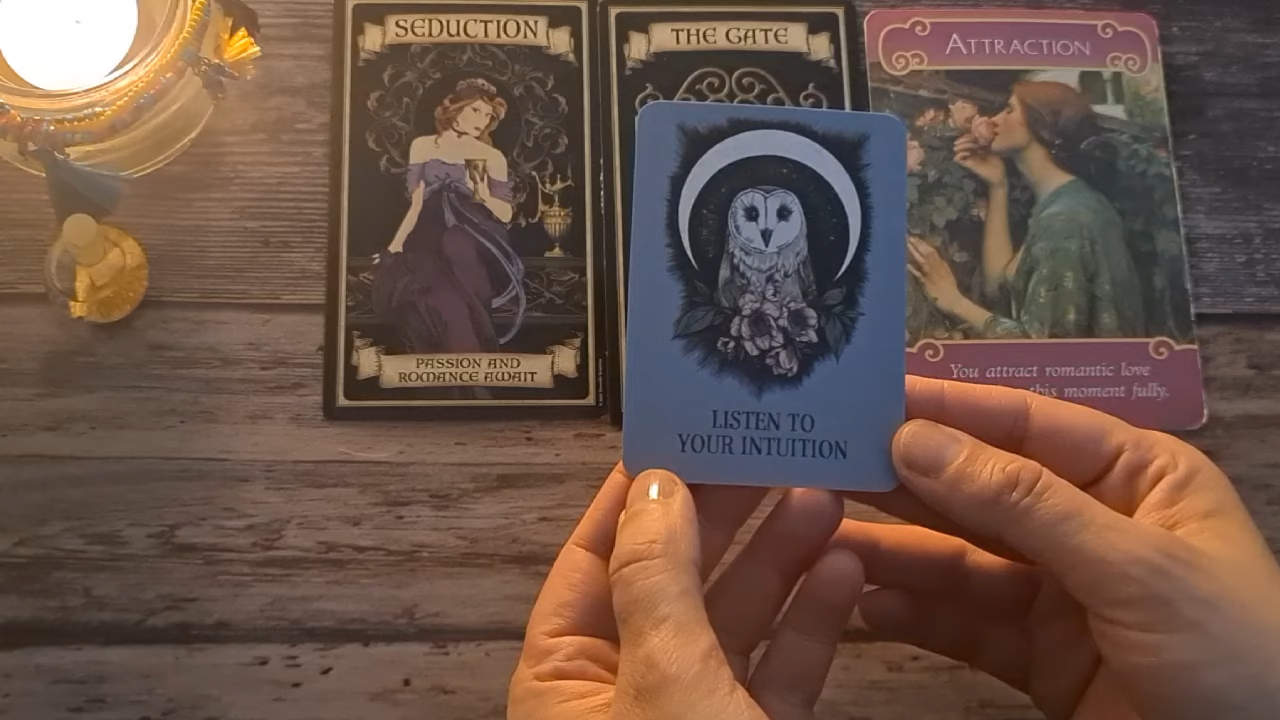 SEDUCTION
PASSION AND
ROMANCE AWAIT
THE GATE
ATTRACTION
You attract romantic love
this moment fully.
LISTEN TO
YOUR INTUITION